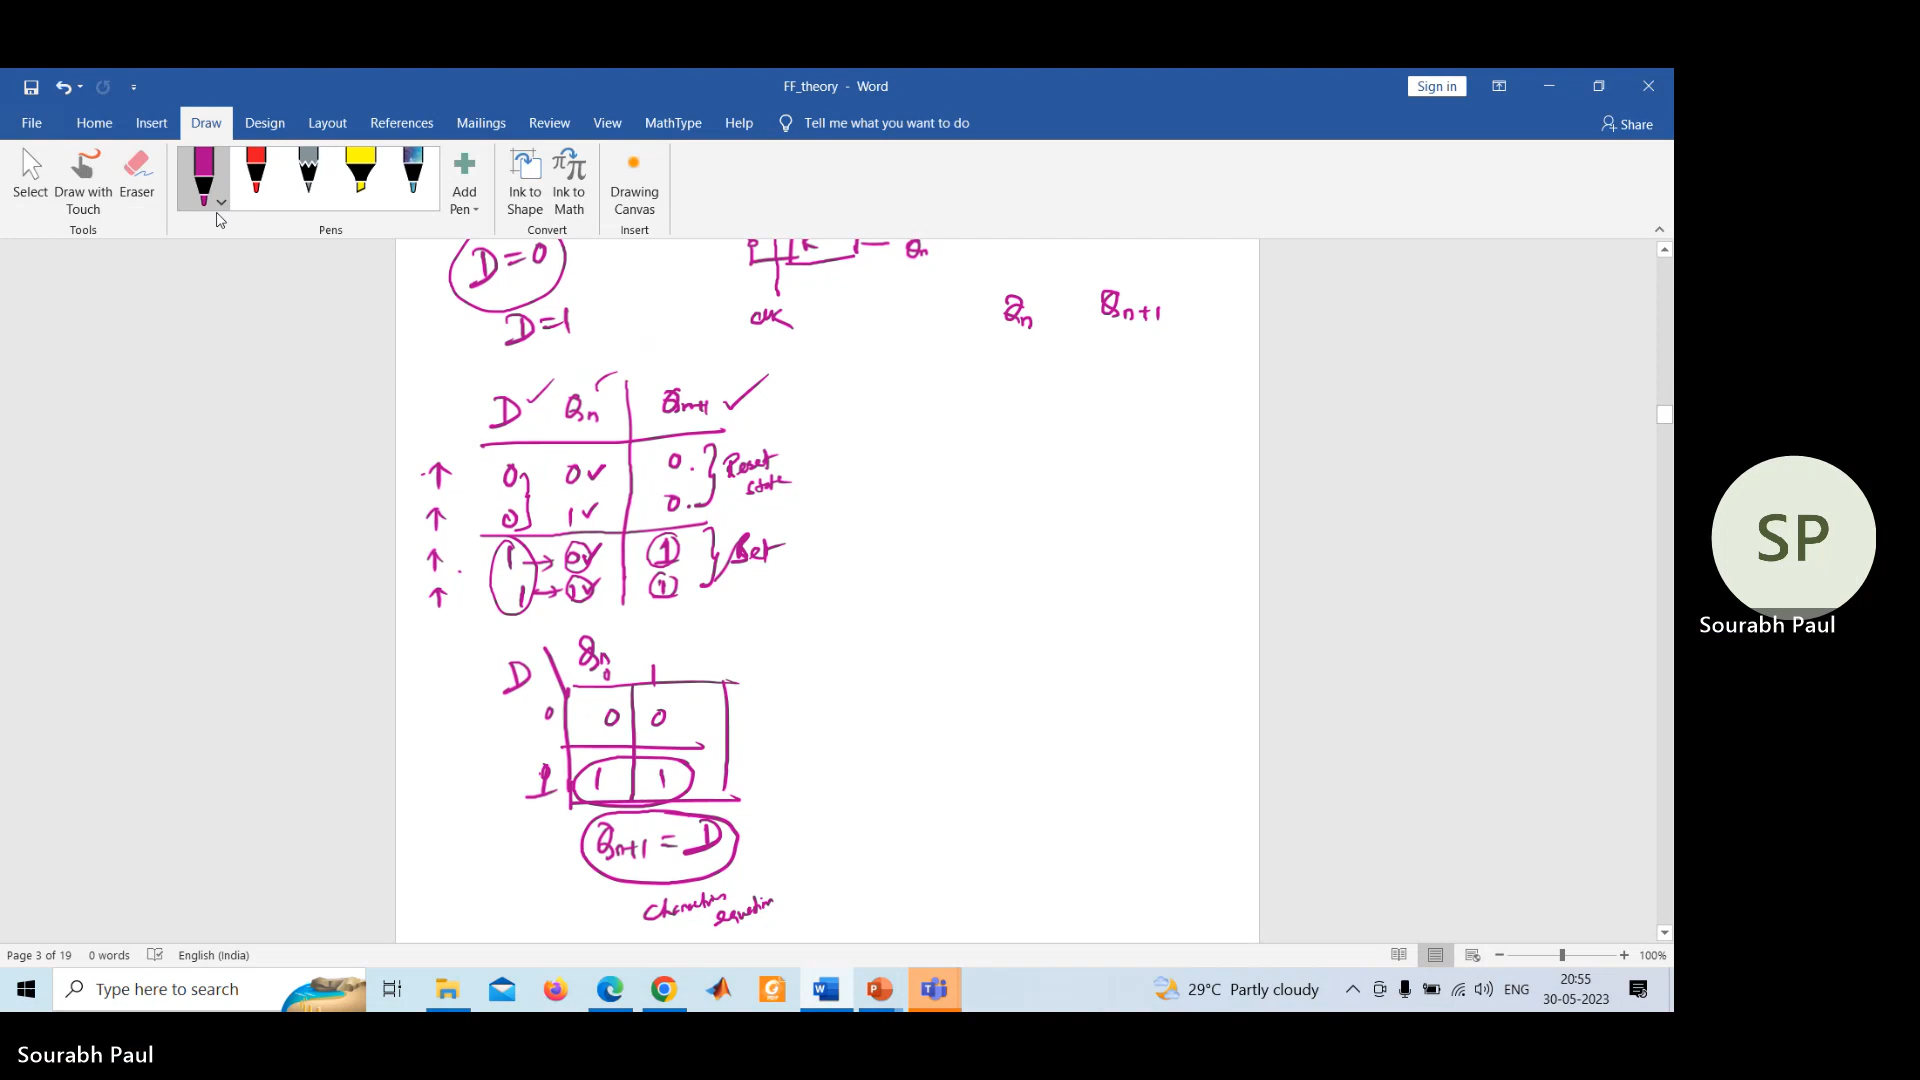 FF_theory - Word
Sign in
File Home Insert Draw Design Layout References Mailings Review View MathType Help Tell me what you want to do
Share
Select Draw with Touch Eraser
Add Pen
Ink to Shape Ink to Math
Drawing Canvas
Tools Pens Convert Insert
D=0
K
Qn
D=1
clk
Qn Qn+1
D Qn Qn+1
↑ 0 0 ✓ 0
Reset state
↑ 0 1 ✓ 0
↑ 1 → 0 ✓ 1
Set
↑ 1 → 1 ✓ 1
D Qn
0 1
0 0 0
1 1 1
Qn+1 = D
equation
SP
Sourabh Paul
Page 3 of 19 0 words English (India) 100%
Type here to search
29°C Partly cloudy
ENG
20:55
30-05-2023
Sourabh Paul